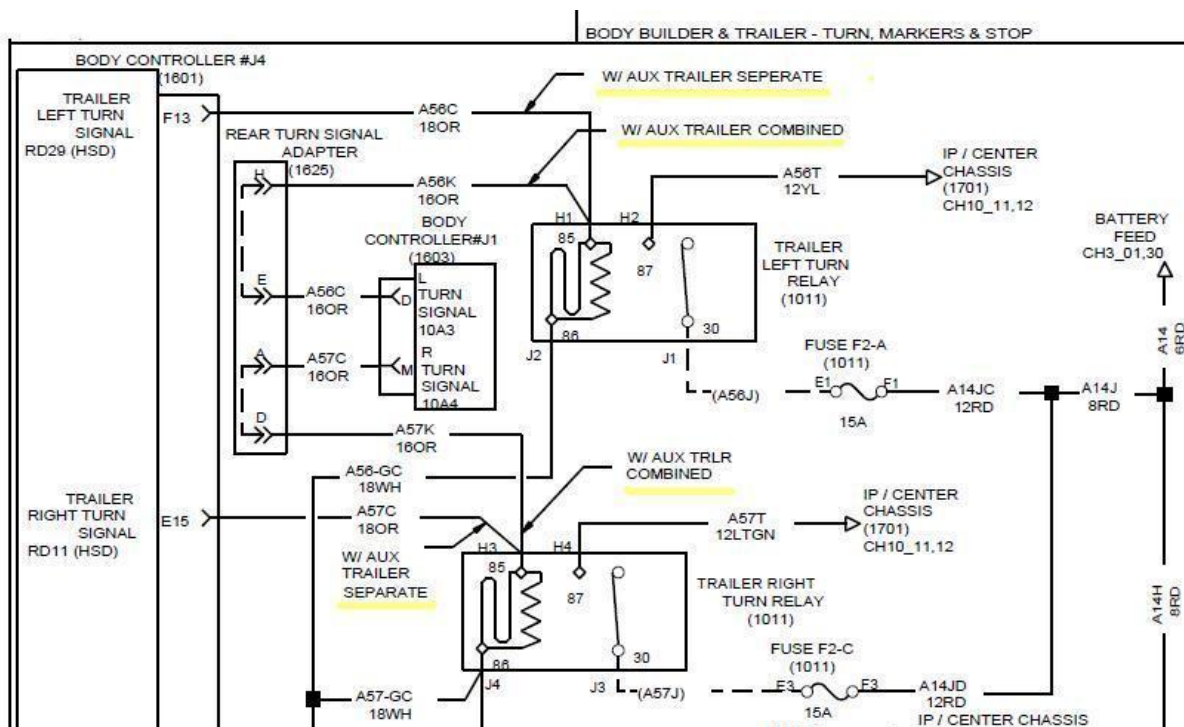 BODY BUILDER & TRAILER - TURN, MARKERS & STOP
BODY CONTROLLER #J4
(1601)
TRAILER
LEFT TURN
SIGNAL
RD29 (HSD)
F13
A56C
18OR
W/ AUX TRAILER SEPERATE
REAR TURN SIGNAL
ADAPTER
(1625)
H
A56K
16OR
W/ AUX TRAILER COMBINED
A56T
12YL
IP / CENTER
CHASSIS
(1701)
CH10_11,12
BODY
CONTROLLER#J1
(1603)
H1
H2
85
87
86
30
J2
J1
TRAILER
LEFT TURN
RELAY
(1011)
BATTERY
FEED
CH3_01,30
A14
6RD
E
A56C
16OR
D
L
TURN
SIGNAL
10A3
A
A57C
16OR
M
R
TURN
SIGNAL
10A4
D
A57K
16OR
(A56J)
FUSE F2-A
(1011)
E1
F1
15A
A14JC
12RD
A14J
8RD
A56-GC
18WH
W/ AUX TRLR
COMBINED
TRAILER
RIGHT TURN
SIGNAL
RD11 (HSD)
E15
A57C
18OR
W/ AUX
TRAILER
SEPARATE
H3
H4
85
87
86
30
J4
J3
A57T
12LTGN
IP / CENTER
CHASSIS
(1701)
CH10_11,12
TRAILER RIGHT
TURN RELAY
(1011)
A14H
8RD
A57-GC
18WH
(A57J)
FUSE F2-C
(1011)
E3
F3
15A
A14JD
12RD
IP / CENTER CHASSIS